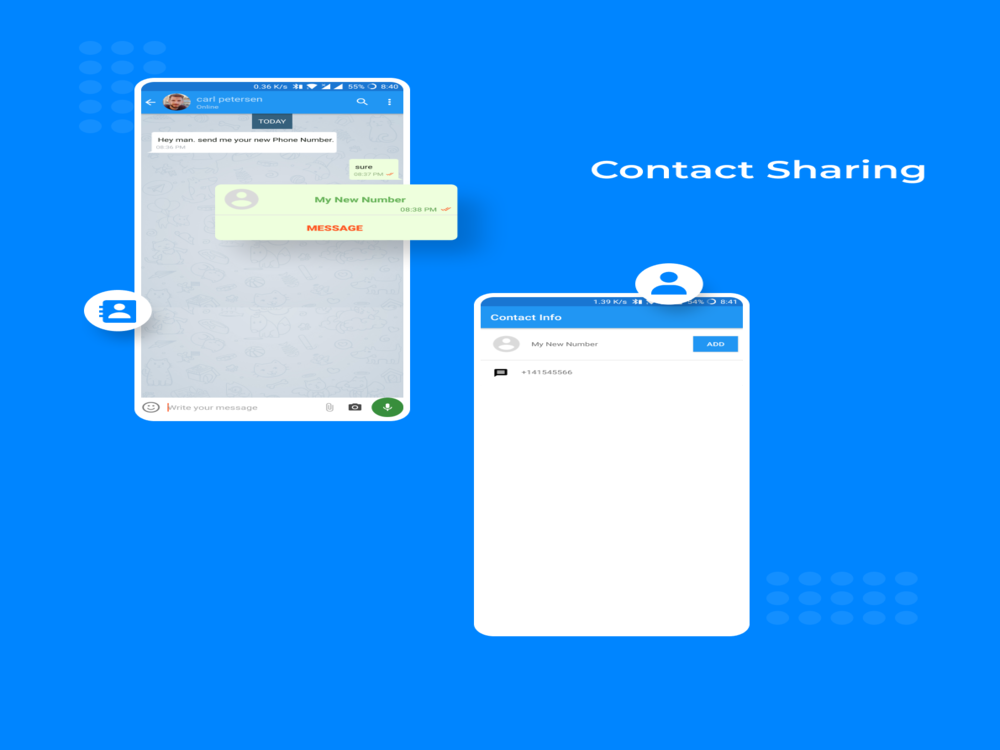 0.36 K/s 55% 8:40
carl petersen
Online
TODAY
Hey man. send me your new Phone Number.
08:36 PM
sure
08:37 PM
My New Number
08:38 PM
MESSAGE
Write your message
Contact Sharing
1.39 K/s 54% 8:41
Contact Info
My New Number
ADD
+141545566